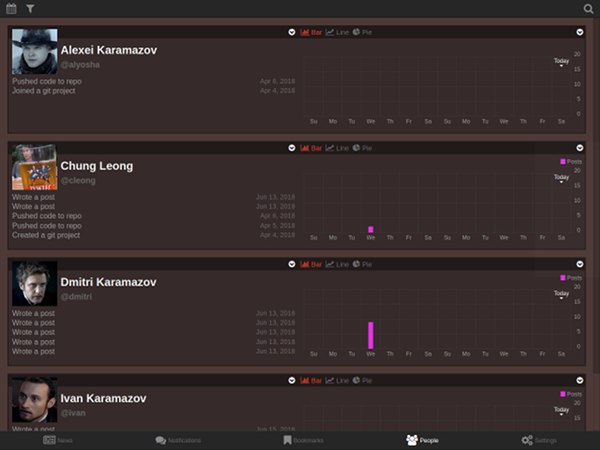 Bar Line Pie
Alexei Karamazov
@alyosha
Pushed code to repo Apr 6, 2018
Joined a git project Apr 4, 2018
Today
20
15
10
5
0
Su Mo Tu We Th Fr Sa Su Mo Tu We Th Fr Sa
Bar Line Pie
Chung Leong
@cleong
Wrote a post Jun 13, 2018
Wrote a post Jun 13, 2018
Pushed code to repo Apr 6, 2018
Pushed code to repo Apr 5, 2018
Created a git project Apr 4, 2018
Posts
Today
20
15
10
5
0
Su Mo Tu We Th Fr Sa Su Mo Tu We Th Fr Sa
Bar Line Pie
Dmitri Karamazov
@dmitri
Wrote a post Jun 13, 2018
Wrote a post Jun 13, 2018
Wrote a post Jun 13, 2018
Wrote a post Jun 13, 2018
Wrote a post Jun 13, 2018
Posts
Today
20
15
10
5
0
Su Mo Tu We Th Fr Sa Su Mo Tu We Th Fr Sa
Bar Line Pie
Ivan Karamazov
@ivan
Posts
Today
20
15
News Notifications Bookmarks People Settings